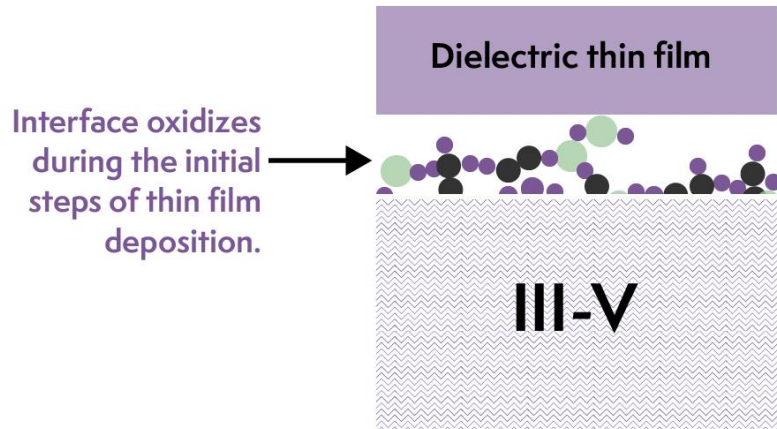 Dielectric thin film
Interface oxidizes
during the initial
steps of thin film
deposition.
III-V